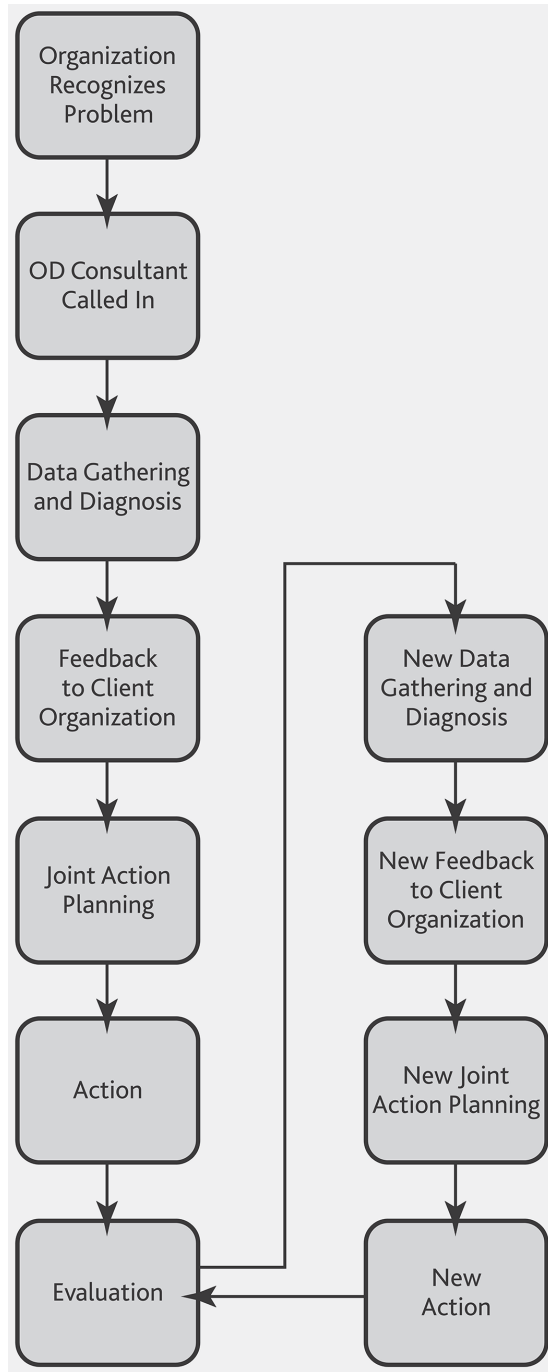 Organization
Recognizes
Problem
OD Consultant
Called In
Data Gathering
and Diagnosis
Feedback
to Client
Organization
Joint Action
Planning
Action
Evaluation
New Data
Gathering and
Diagnosis
New Feedback
to Client
Organization
New Joint
Action Planning
New
Action